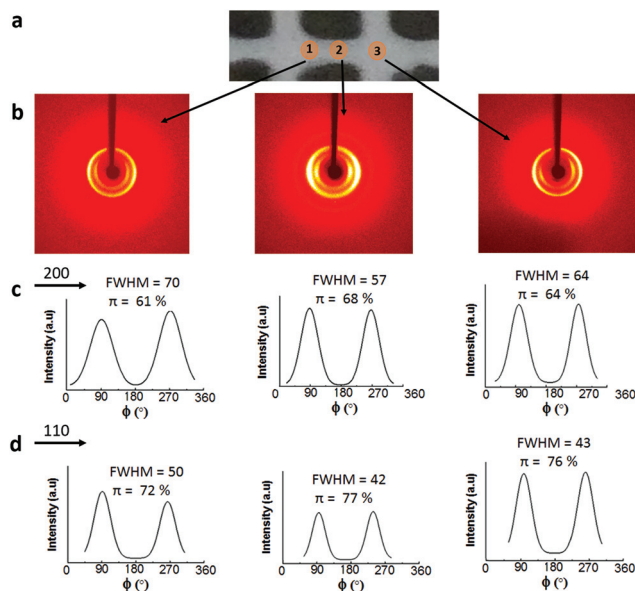 a
1 2 3
b
200
c
FWHM = 70
π = 61 %
FWHM = 57
π = 68 %
FWHM = 64
π = 64 %
Intensity (a.u)
0 90 180 270 360
ϕ (°)
Intensity (a.u)
0 90 180 270 360
ϕ (°)
Intensity (a.u)
0 90 180 270 360
ϕ (°)
110
d
FWHM = 50
π = 72 %
FWHM = 42
π = 77 %
FWHM = 43
π = 76 %
Intensity (a.u)
0 90 180 270 360
ϕ (°)
Intensity (a.u)
0 90 180 270 360
ϕ (°)
Intensity (a.u)
0 90 180 270 360
ϕ (°)